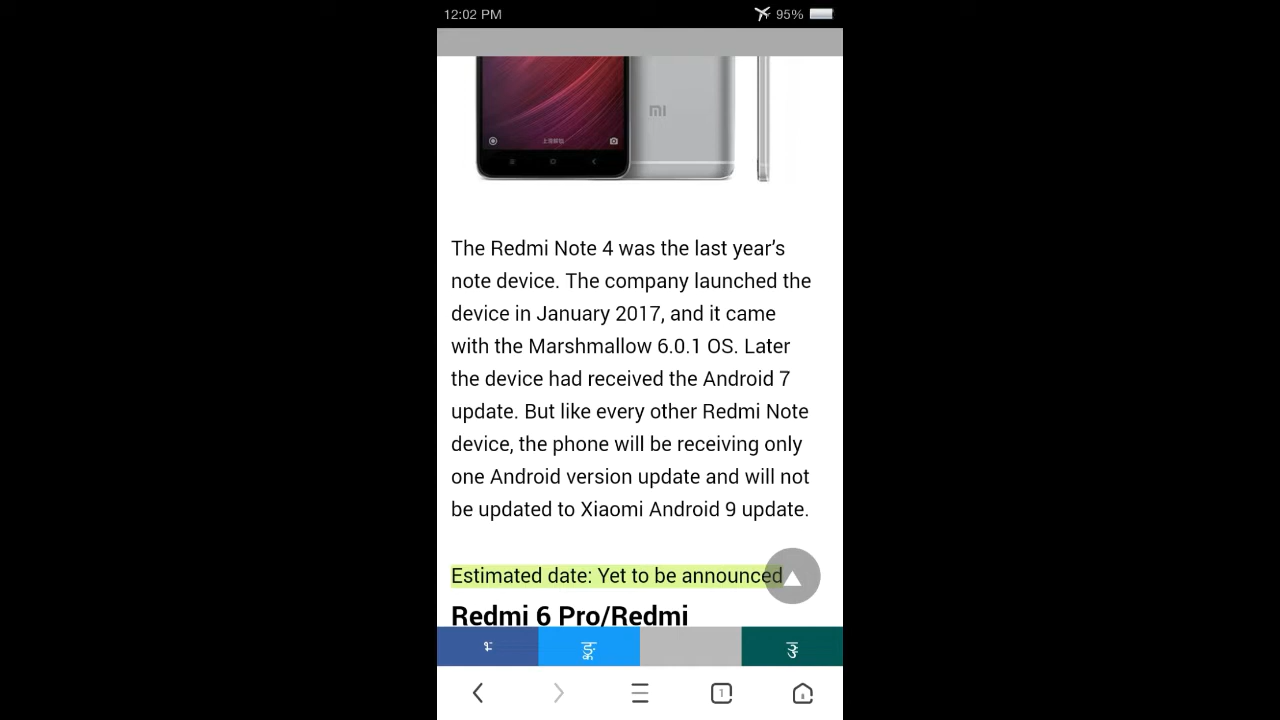 12:02 PM
95%
mi
The Redmi Note 4 was the last year’s
note device. The company launched the
device in January 2017, and it came
with the Marshmallow 6.0.1 OS. Later
the device had received the Android 7
update. But like every other Redmi Note
device, the phone will be receiving only
one Android version update and will not
be updated to Xiaomi Android 9 update.
Estimated date: Yet to be announced
Redmi 6 Pro/Redmi
1